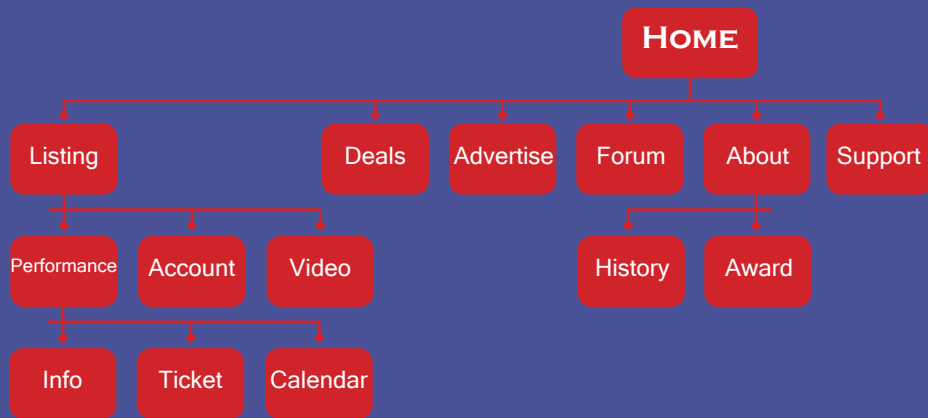 Home
Listing
Deals
Advertise
Forum
About
Support
Performance
Account
Video
History
Award
Info
Ticket
Calendar